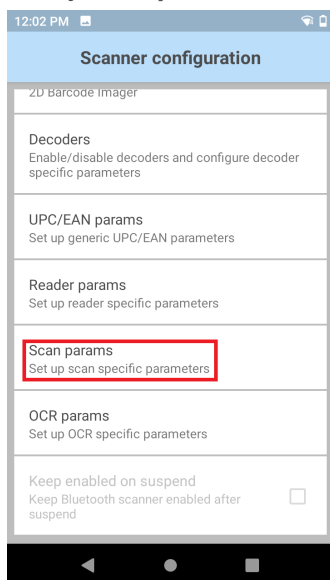 12:02 PM
Scanner configuration
2D Barcode Imager
Decoders
Enable/disable decoders and configure decoder
specific parameters
UPC/EAN params
Set up generic UPC/EAN parameters
Reader params
Set up reader specific parameters
Scan params
Set up scan specific parameters
OCR params
Set up OCR specific parameters
Keep enabled on suspend
Keep Bluetooth scanner enabled after
suspend